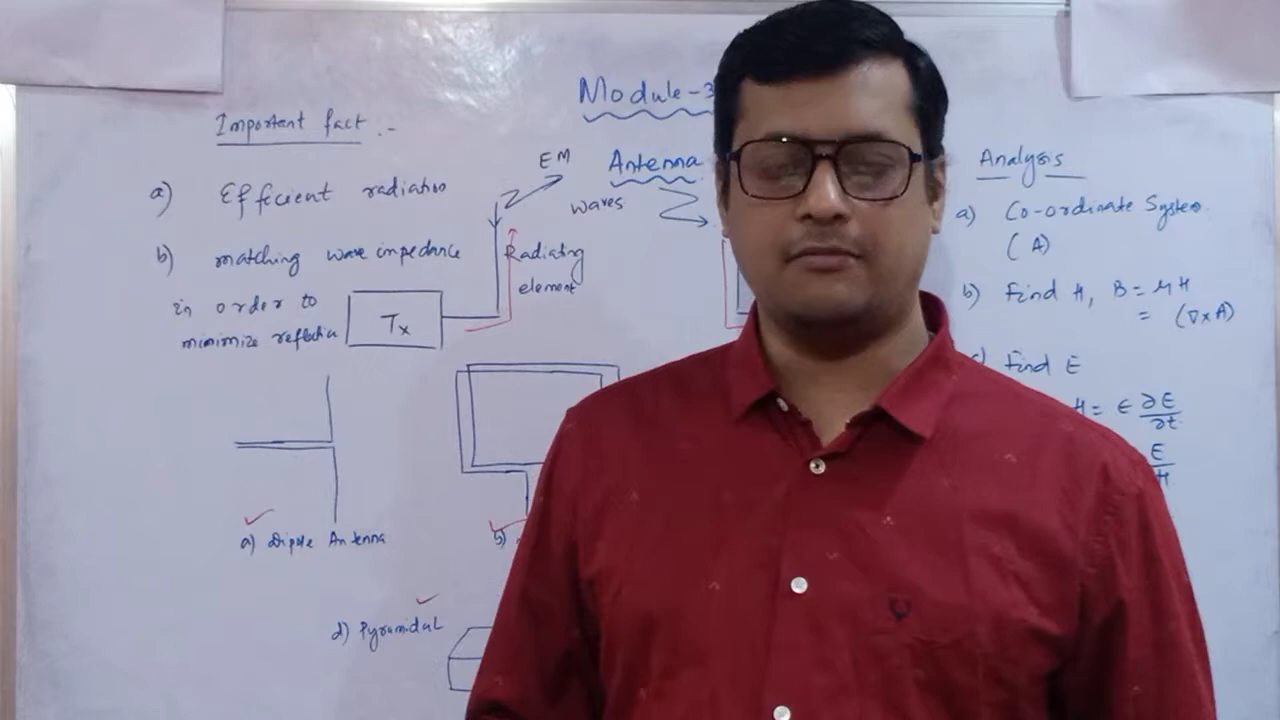 Module-3
Important fact :-
Antenna
EM
waves
a) Efficient radiation
b) matching wave impedance
in order to
minimize reflection
Radiating
element
Tx
a) Dipole Antenna
b)
d) Pyramidal
Analysis
a) Co-ordinate System
(A)
b) Find H, B = μH
= (∇×A)
c) Find E
H = ε ∂E/∂t
E/H